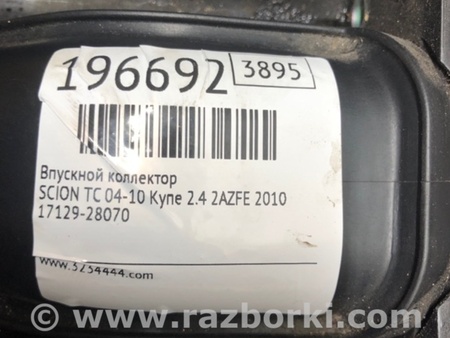 196692
3895
Впускной коллектор
SCION TC 04-10 Купе 2.4 2AZFE 2010
17129-28070
www.3254444.com
www.razborki.com